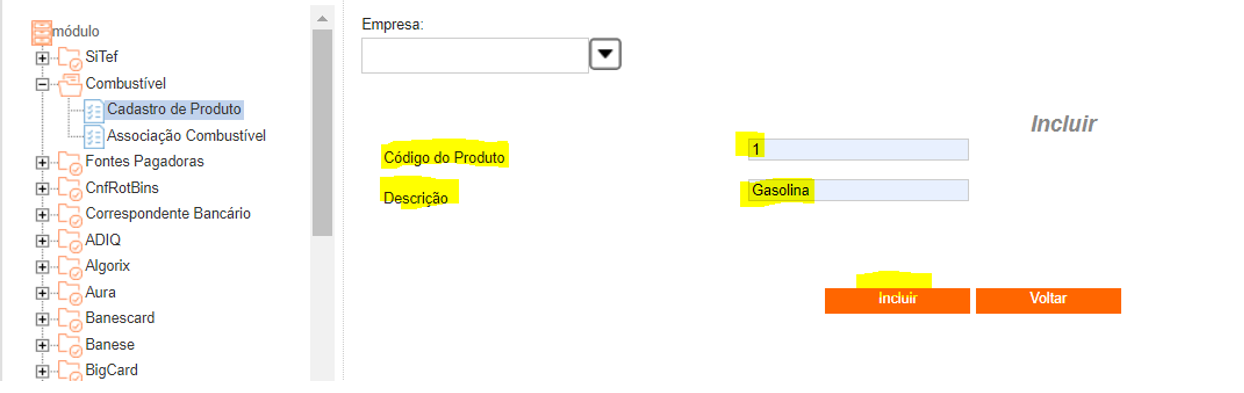 módulo
SiTef
Combustível
Cadastro de Produto
Associação Combustível
Fontes Pagadoras
CnfRotBins
Correspondente Bancário
ADIQ
Algorix
Aura
Banescard
Banese
BigCard
Empresa:
Incluir
Código do Produto 1
Descrição Gasolina
Incluir Voltar